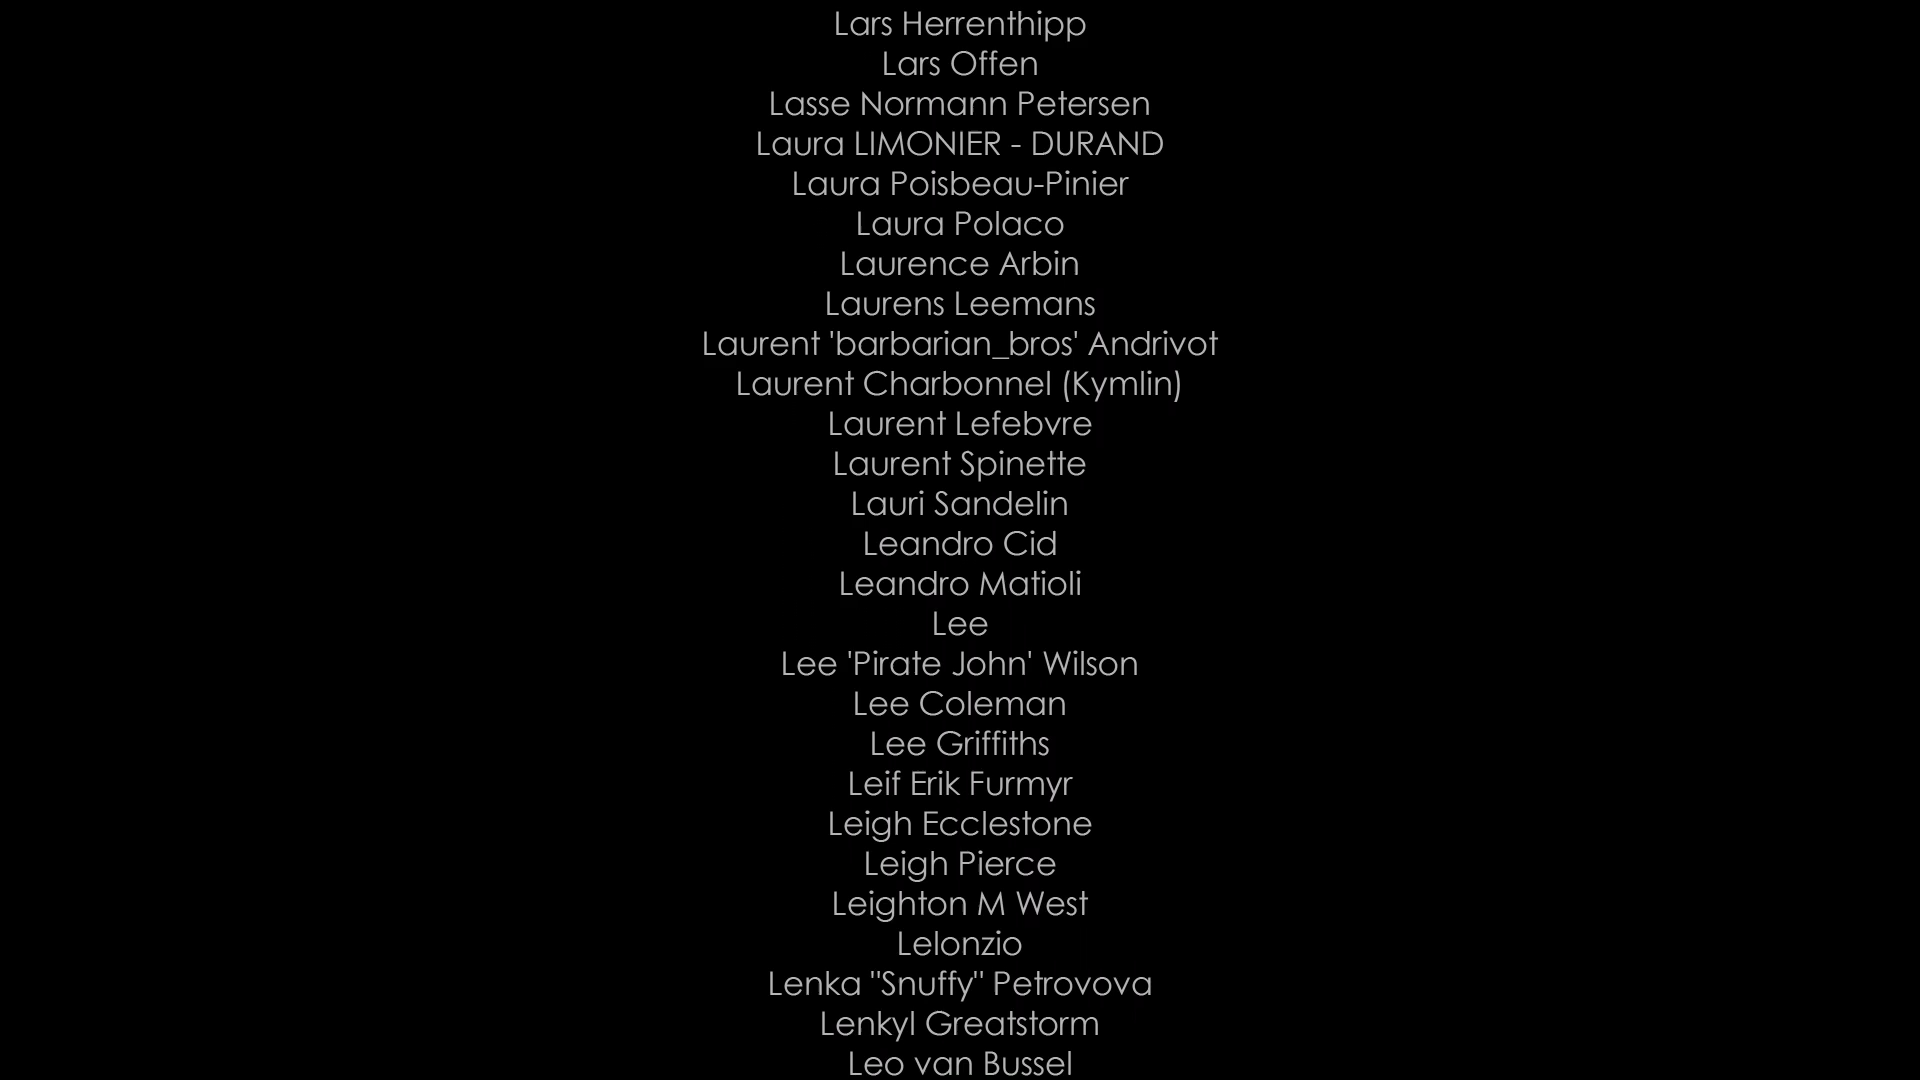 Lars Herrenthipp
Lars Offen
Lasse Normann Petersen
Laura LIMONIER - DURAND
Laura Poisbeau-Pinier
Laura Polaco
Laurence Arbin
Laurens Leemans
Laurent 'barbarian_bros' Andrivot
Laurent Charbonnel (Kymlin)
Laurent Lefebvre
Laurent Spinette
Lauri Sandelin
Leandro Cid
Leandro Matioli
Lee
Lee 'Pirate John' Wilson
Lee Coleman
Lee Griffiths
Leif Erik Furmyr
Leigh Ecclestone
Leigh Pierce
Leighton M West
Lelonzio
Lenka "Snuffy" Petrovova
Lenkyl Greatstorm
Leo van Bussel